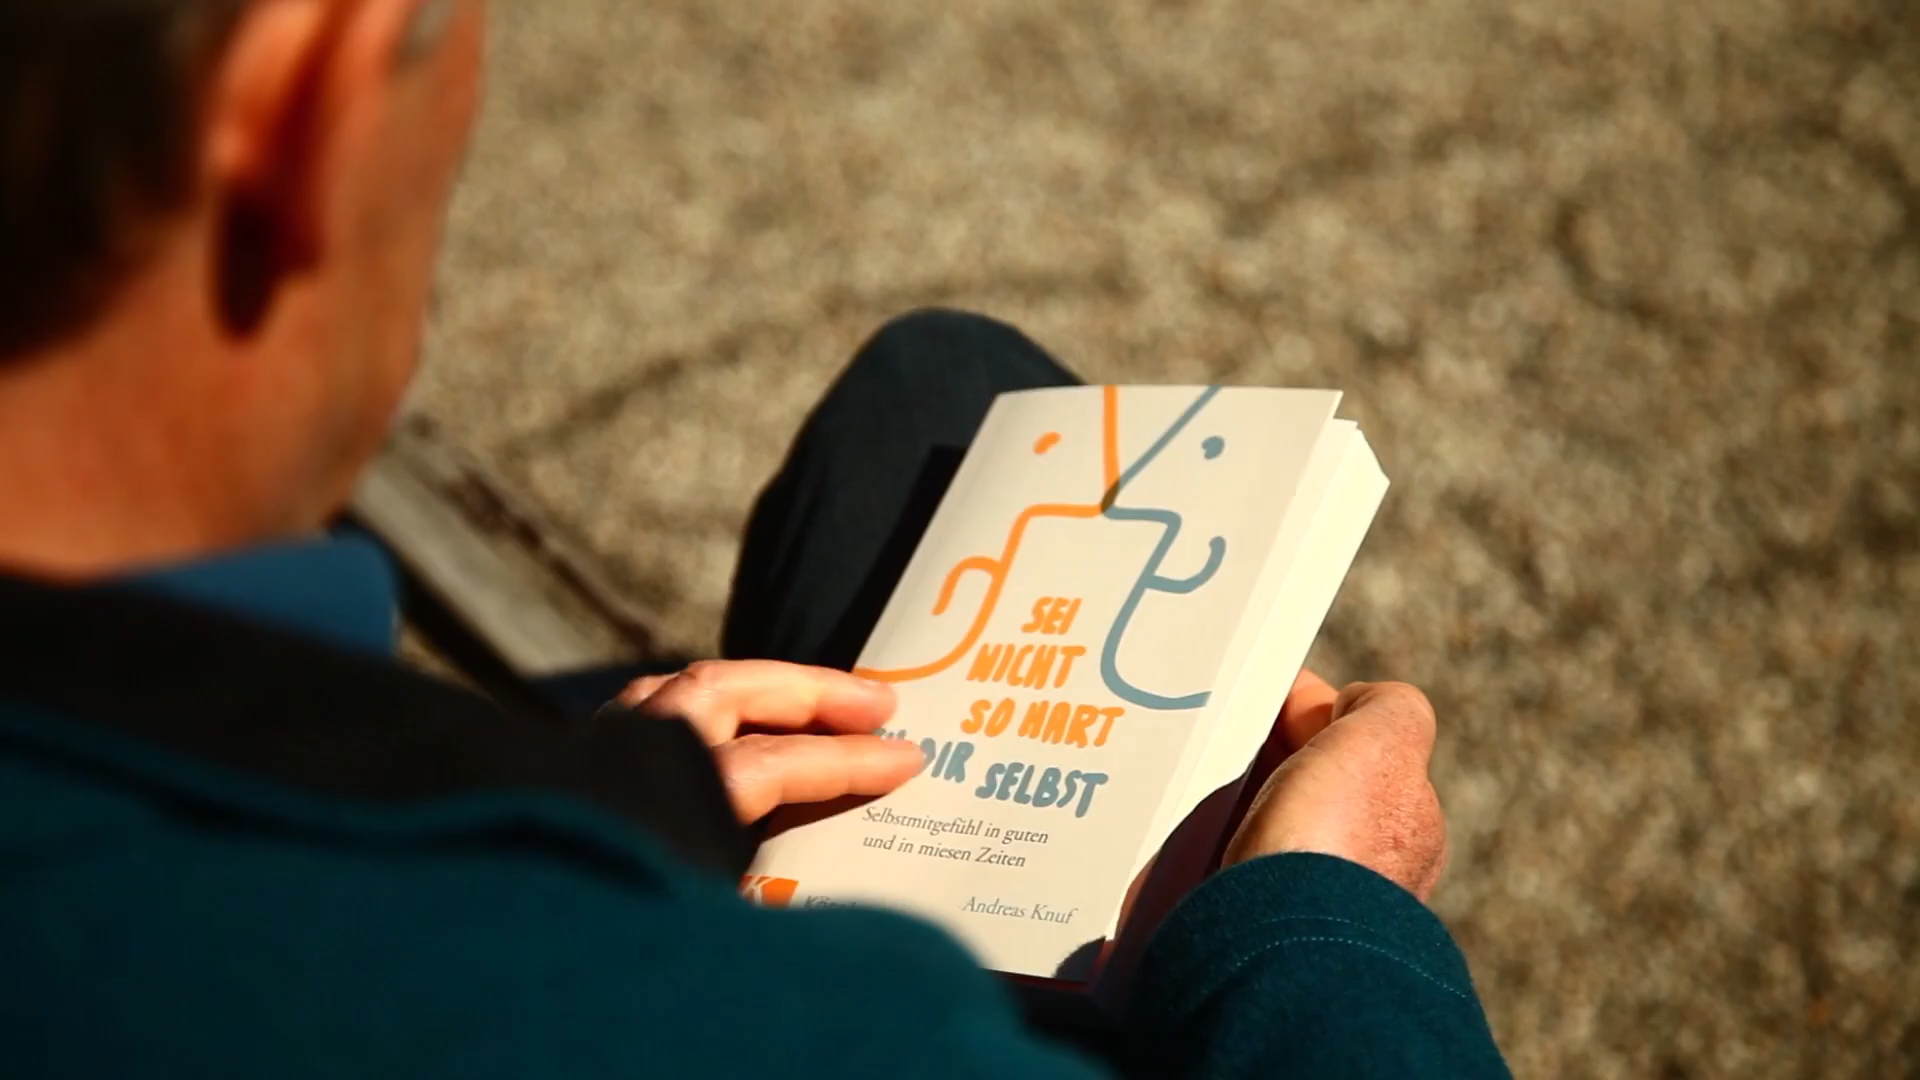 SEI
NICHT
SO HART
DIR SELBST
Selbstmitgefühl in guten
und in miesen Zeiten
K
Andreas Knuf